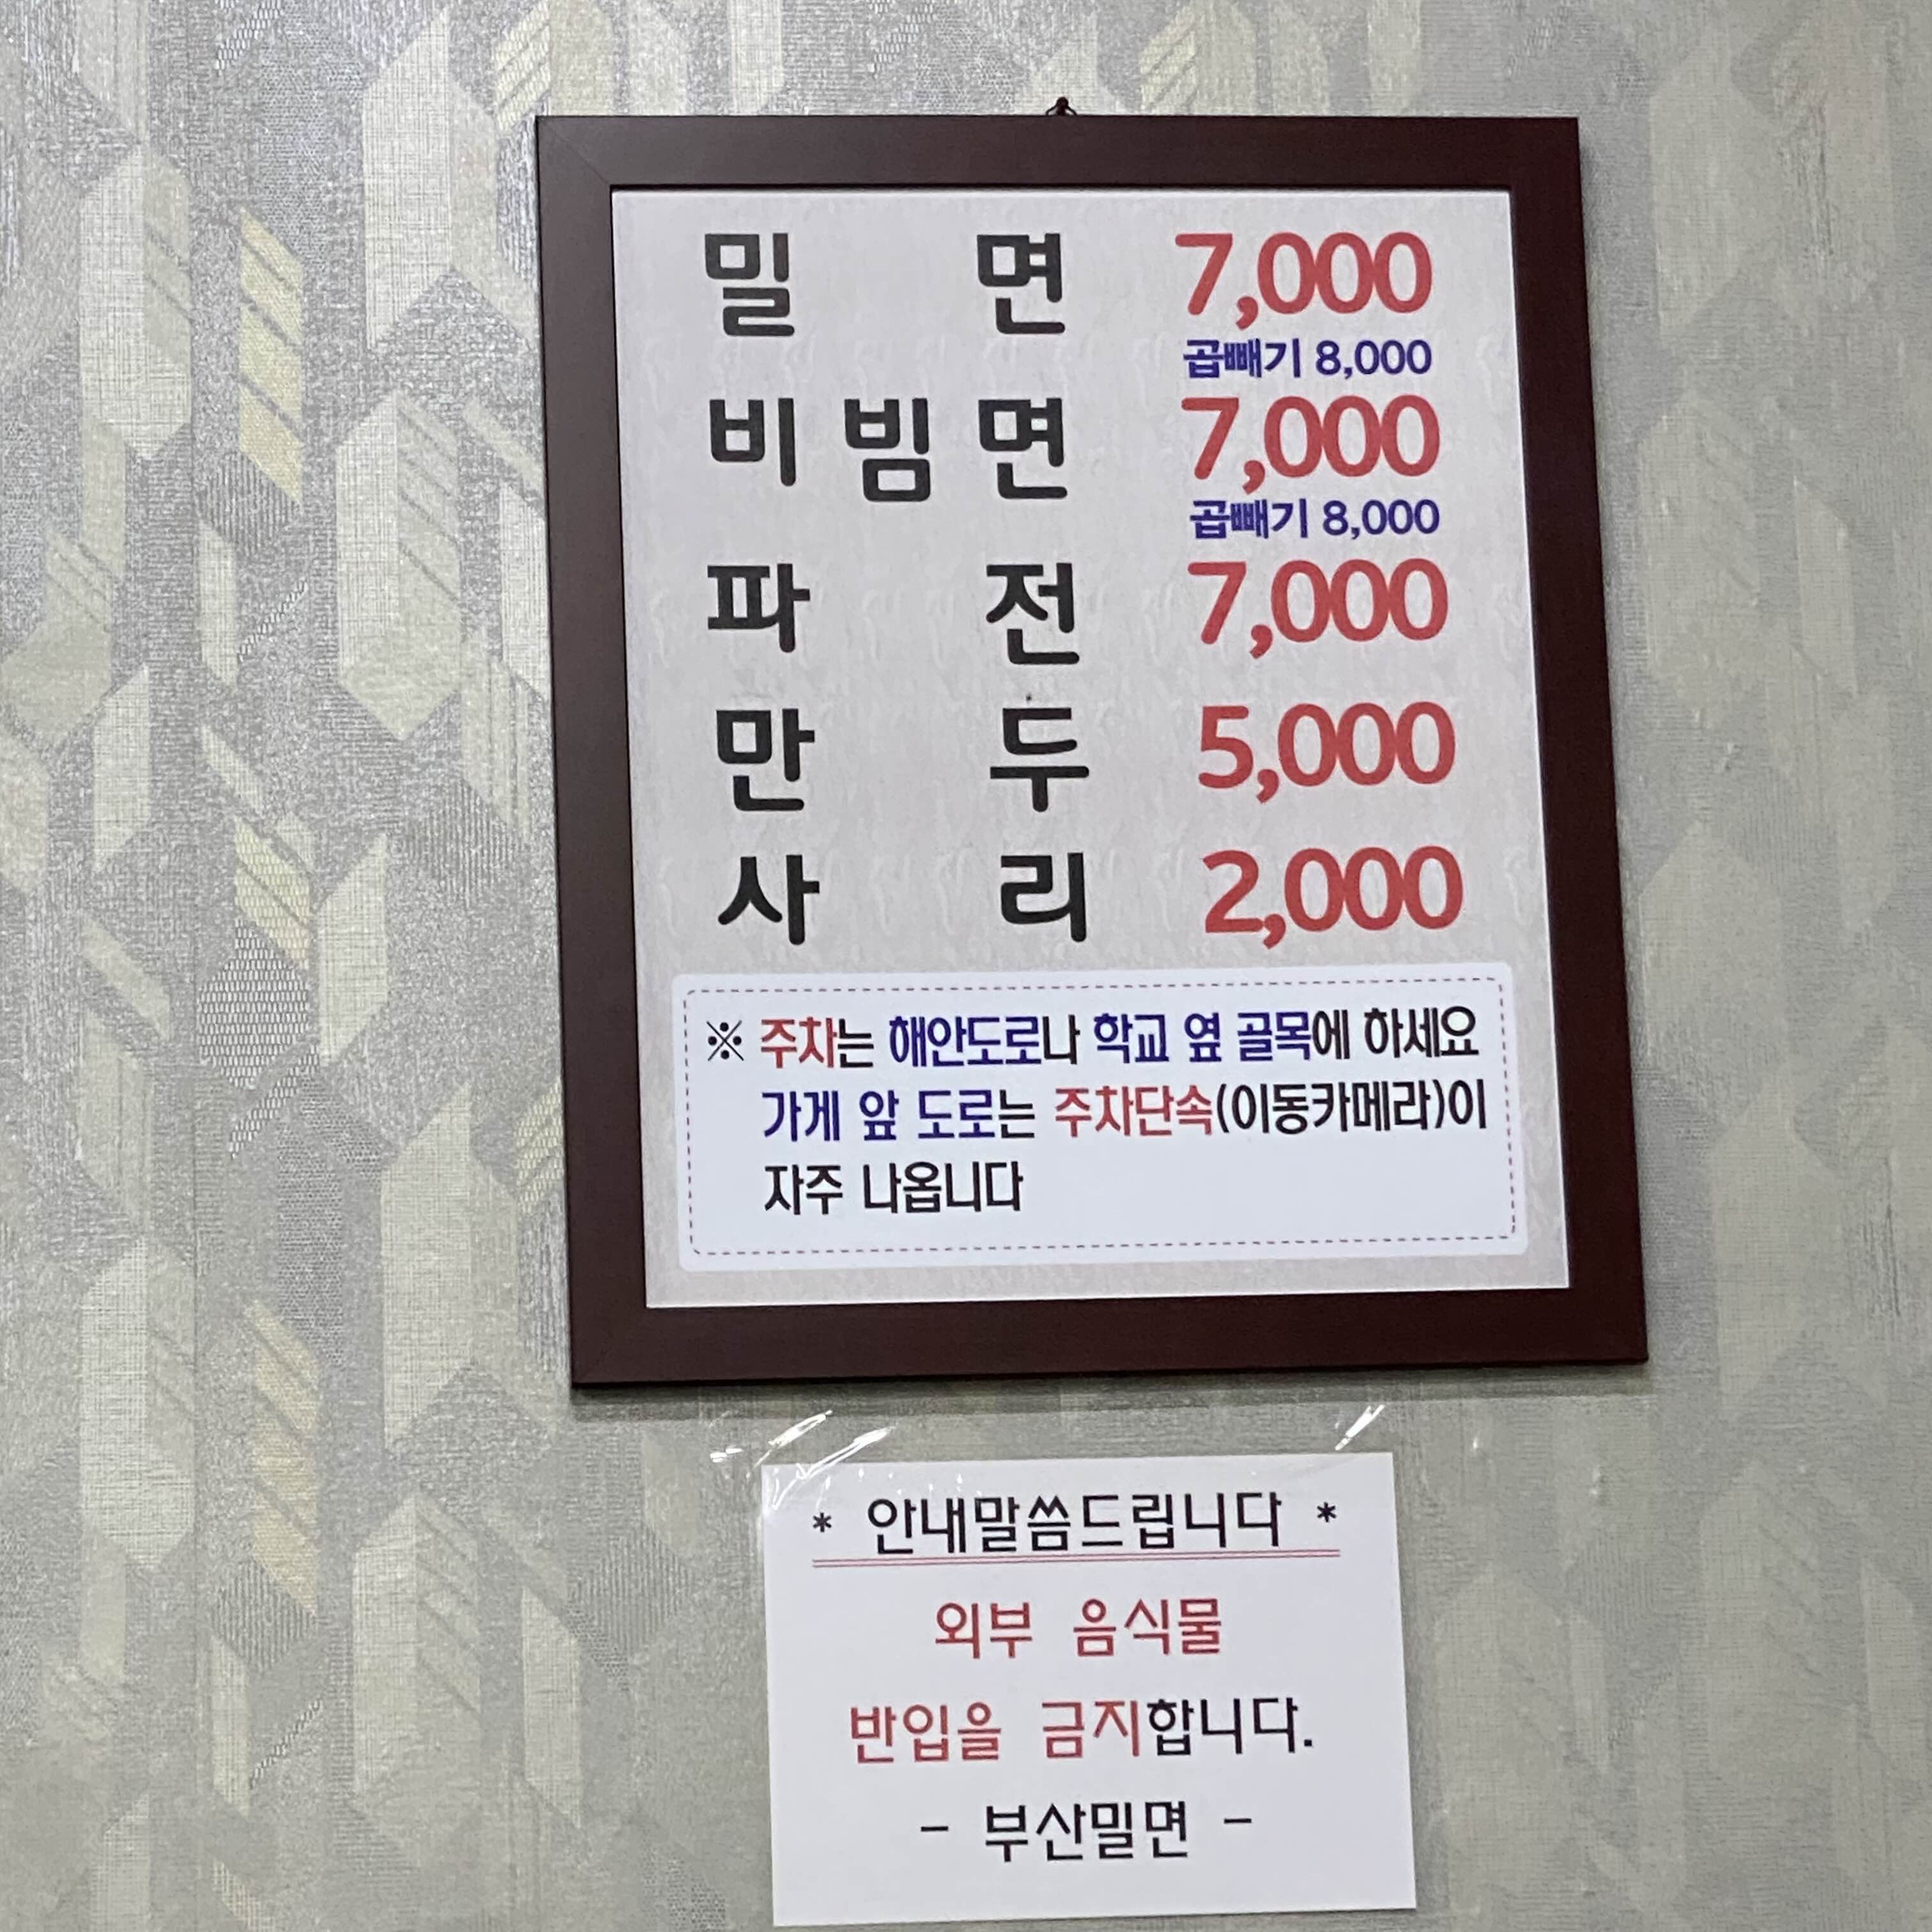 밀 면 7,000
곱빼기 8,000
비 빔 면 7,000
곱빼기 8,000
파 전 7,000
만 두 5,000
사 리 2,000
※ 주차는 해안도로나 학교 옆 골목에 하세요
가게 앞 도로는 주차단속(이동카메라)이
자주 나옵니다
* 안내말씀드립니다 *
외부 음식물
반입을 금지합니다.
- 부산밀면 -